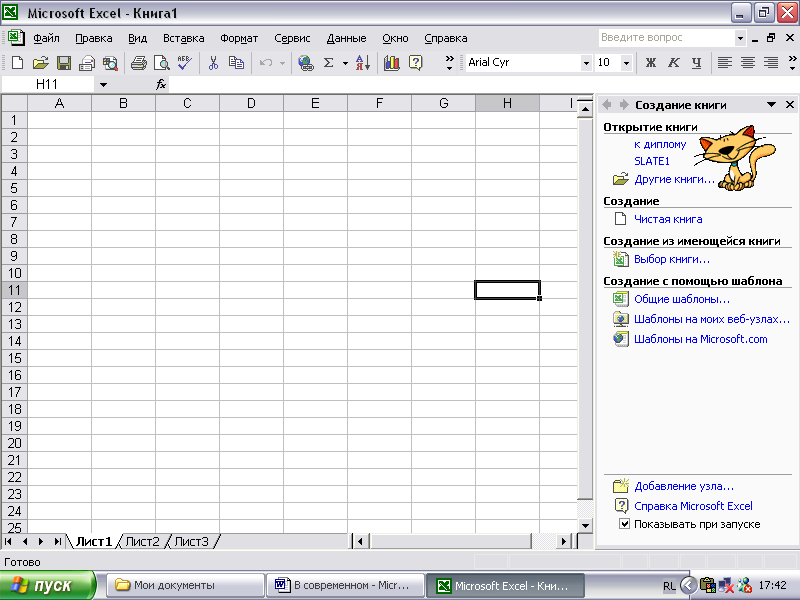 Microsoft Excel - Книга1
Файл Правка Вид Вставка Формат Сервис Данные Окно Справка Введите вопрос
Arial Cyr 10 Ж К Ч
H11 fx
A B C D E F G H I
1
2
3
4
5
6
7
8
9
10
11
12
13
14
15
16
17
18
19
20
21
22
23
24
25
Создание книги
Открытие книги
к диплому
SLATE1
Другие книги...
Создание
Чистая книга
Создание из имеющейся книги
Выбор книги...
Создание с помощью шаблона
Общие шаблоны...
Шаблоны на моих веб-узлах...
Шаблоны на Microsoft.com
Добавление узла...
Справка Microsoft Excel
Показывать при запуске
Лист1 Лист2 Лист3
Готово
пуск Мои документы В современном - Micr... Microsoft Excel - Кни... RL 17:42